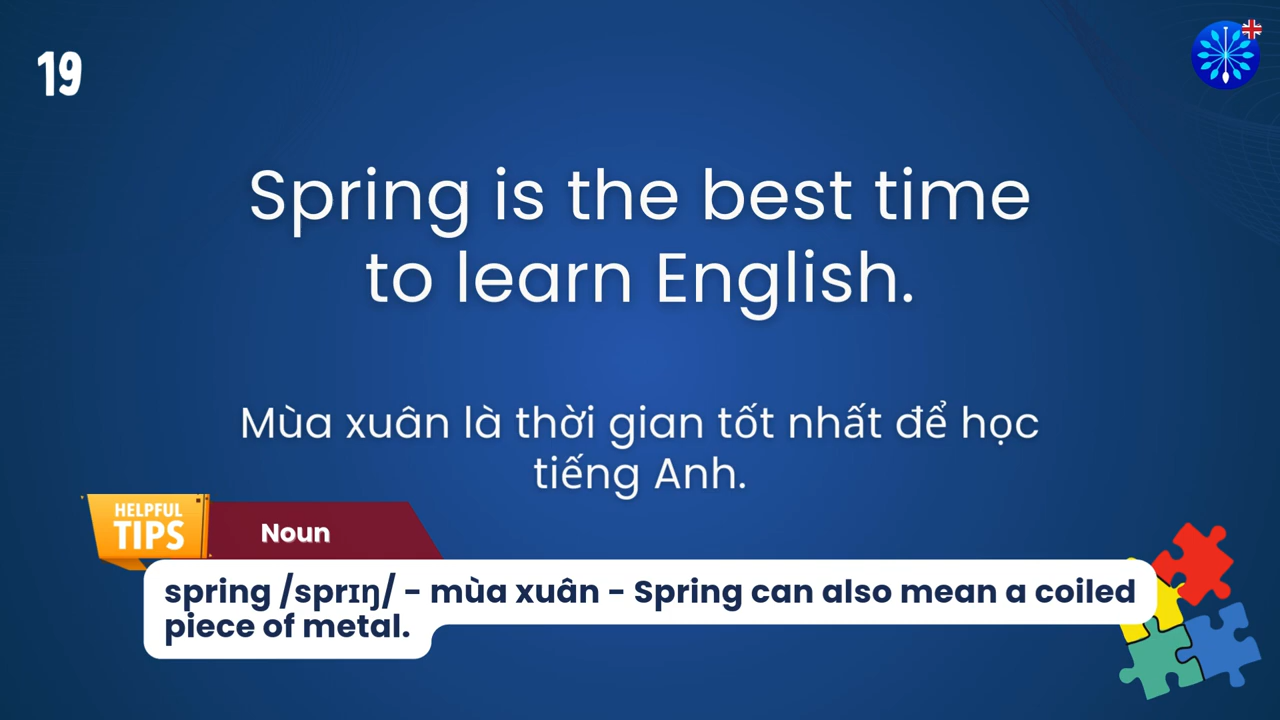 19
Spring is the best time
to learn English.
Mùa xuân là thời gian tốt nhất để học
tiếng Anh.
HELPFUL
TIPS
Noun
spring /sprɪŋ/ - mùa xuân - Spring can also mean a coiled
piece of metal.